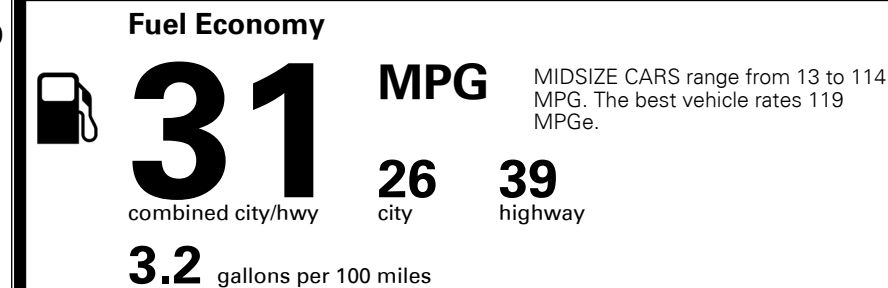 Fuel Economy
31 MPG
MIDSIZE CARS range from 13 to 114
MPG. The best vehicle rates 119
MPGe.
combined city/hwy
26
city
39
highway
3.2 gallons per 100 miles